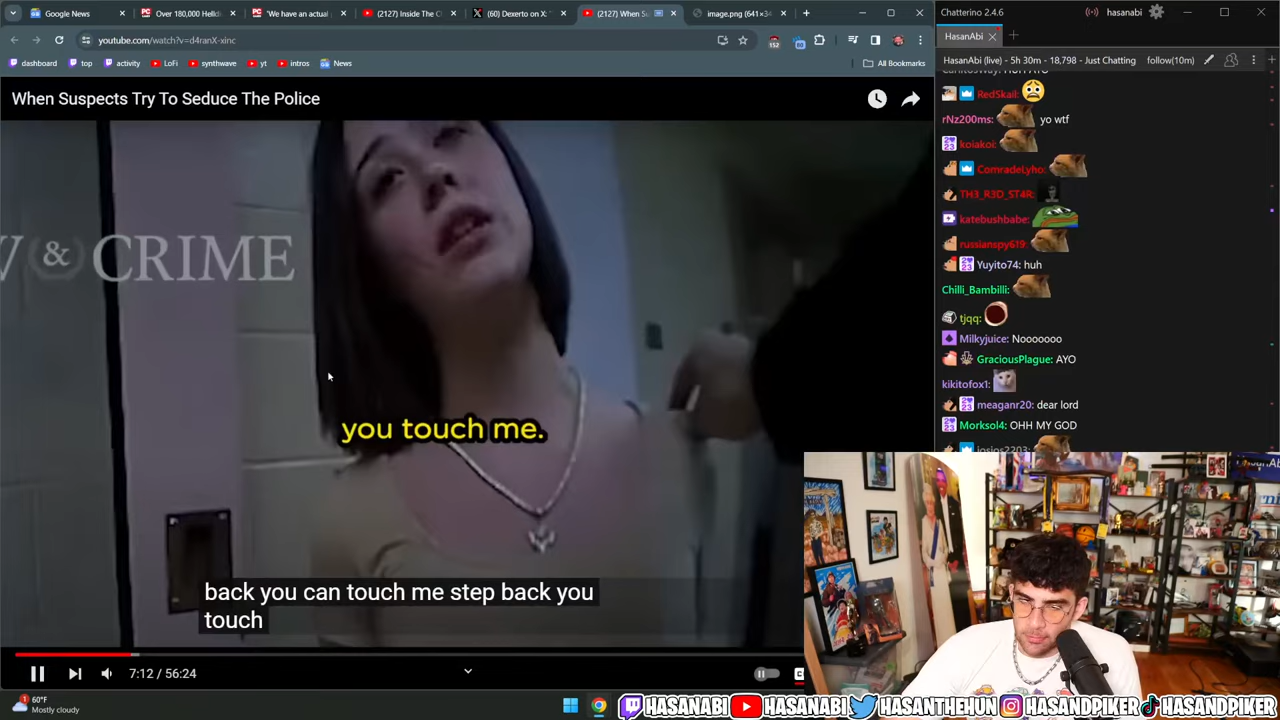 Google News
Over 180,000 Helldi
'We have an actual
(2127) Inside The C
(60) Dexerto on X: "
(2127) When Su
image.png (641×34
youtube.com/watch?v=d4ranX-xinc
152
dashboard
top
activity
LoFi
synthwave
yt
intros
News
All Bookmarks
When Suspects Try To Seduce The Police
& CRIME
you touch me.
back you can touch me step back you
touch
7:12 / 56:24
60°F
Mostly cloudy
Chatterino 2.4.6
hasanabi
HasanAbi
HasanAbi (live) - 5h 30m - 18,798 - Just Chatting
follow(10m)
RedSkail:
rNz200ms: yo wtf
koiakoi:
ComradeLyho:
TH3_R3D_ST4R:
katebushbabe:
russianspy619:
Yuyito74: huh
Chilli_Bambilli:
tjqq:
Milkyjuice: Nooooooo
GraciousPlague: AYO
kikitofox1:
meaganr20: dear lord
Morksol4: OHH MY GOD
HASANABI
HASANABI
HASANTHEHUN
HASANDPIKER
HASANDPIKER